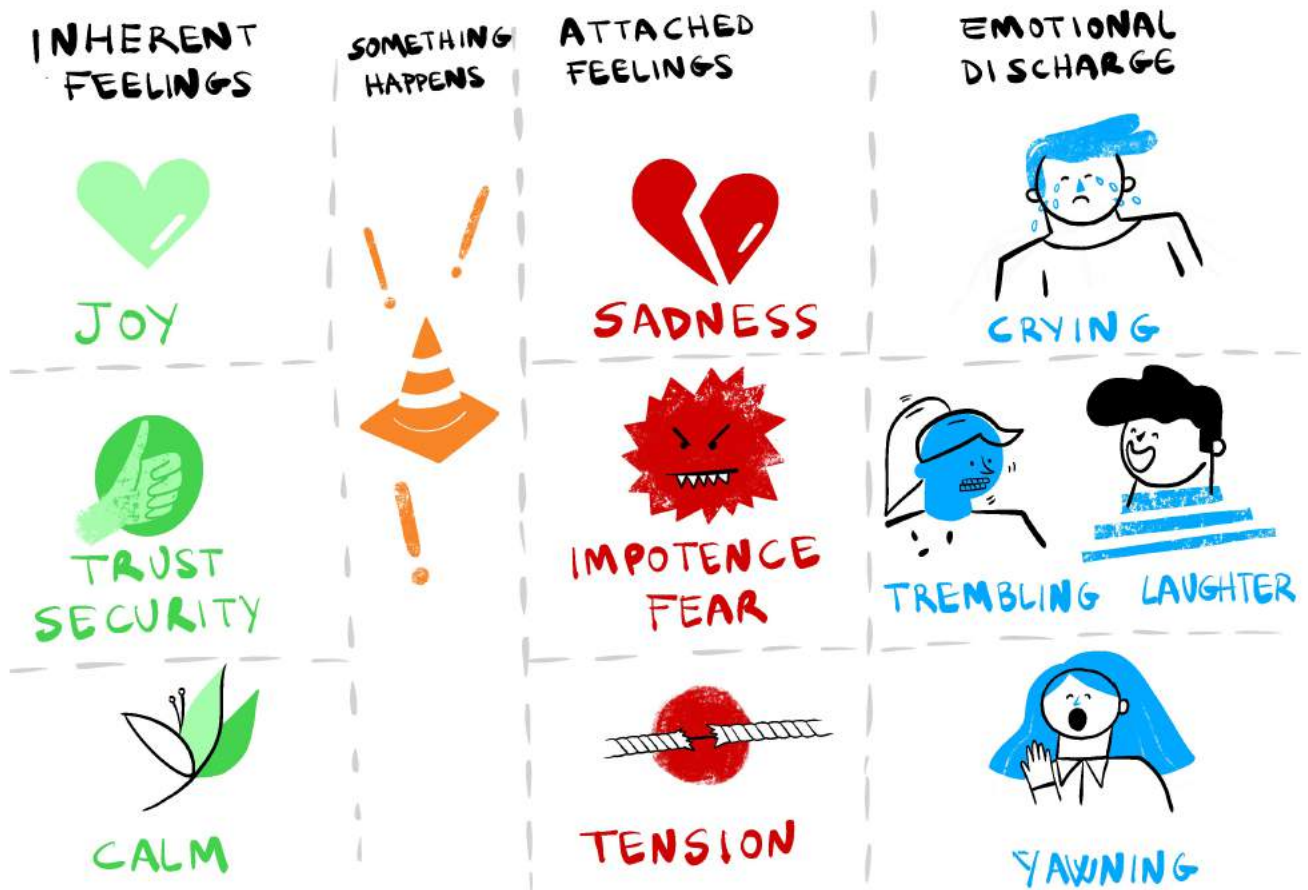 INHERENT
FEELINGS
SOMETHING
HAPPENS
ATTACHED
FEELINGS
EMOTIONAL
DISCHARGE
JOY
SADNESS
CRYING
TRUST
SECURITY
IMPOTENCE
FEAR
TREMBLING
LAUGHTER
CALM
TENSION
YAWNING